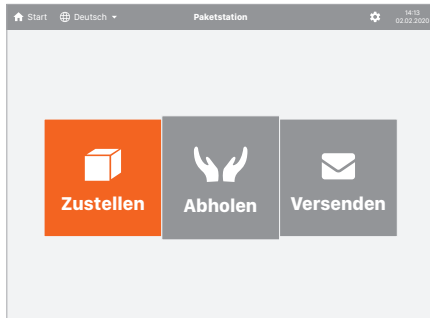 Start Deutsch Paketstation 14:13
02.02.2020
Zustellen Abholen Versenden